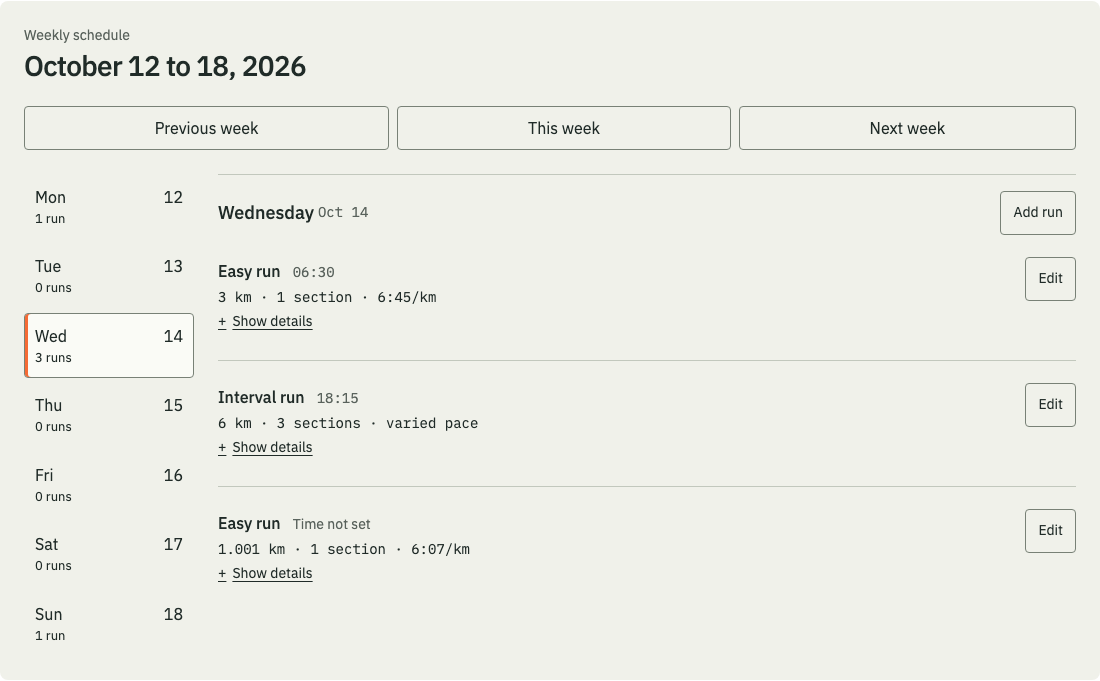 Weekly schedule
October 12 to 18, 2026
Previous week
This week
Next week
Mon 12
1 run
Tue 13
0 runs
Wed 14
3 runs
Thu 15
0 runs
Fri 16
0 runs
Sat 17
0 runs
Sun 18
1 run
Wednesday Oct 14
Add run
Easy run 06:30
Edit
3 km · 1 section · 6:45/km
+ Show details
Interval run 18:15
Edit
6 km · 3 sections · varied pace
+ Show details
Easy run Time not set
Edit
1.001 km · 1 section · 6:07/km
+ Show details